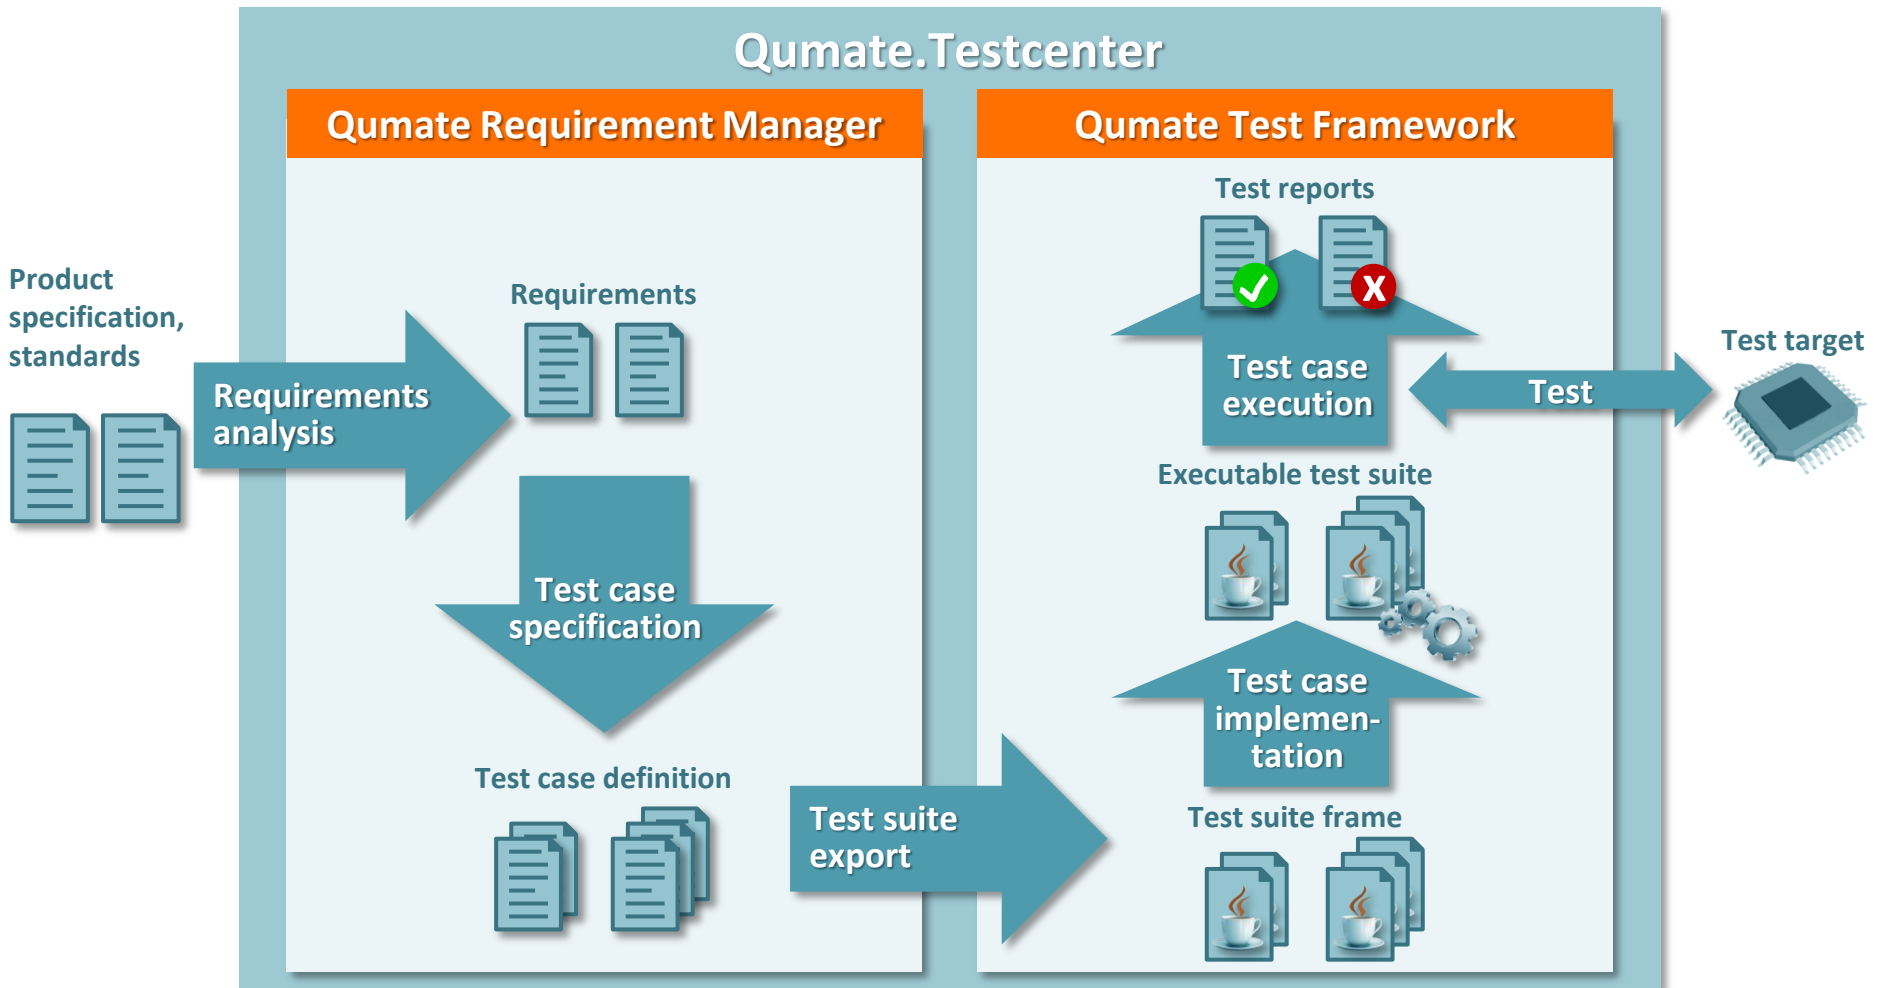 Qumate.Testcenter
Qumate Requirement Manager
Qumate Test Framework
Product
specification,
standards
Requirements
analysis
Requirements
Test case
specification
Test case definition
Test suite
export
Test reports
X
Test case
execution
Test
Test target
Executable test suite
Test case
implemen-
tation
Test suite frame